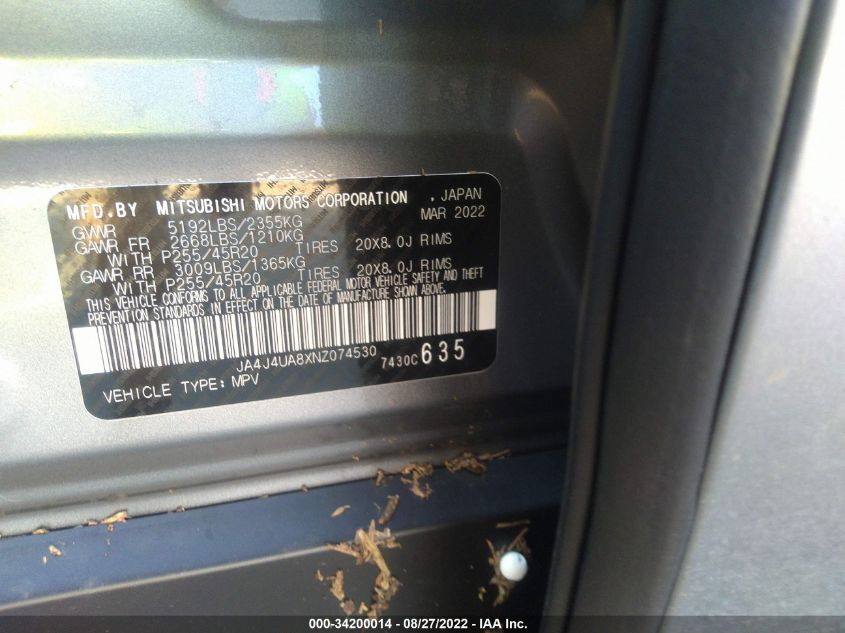 MFD.BY MITSUBISHI MOTORS CORPORATION , JAPAN
GVWR 5192LBS/2355KG MAR 2022
GAWR FR 2668LBS/1210KG
WITH P255/45R20 TIRES 20X8.0J RIMS
GAWR RR 3009LBS/1365KG
WITH P255/45R20 TIRES 20X8.0J RIMS
THIS VEHICLE CONFORMS TO ALL APPLICABLE FEDERAL MOTOR VEHICLE SAFETY AND THEFT
PREVENTION STANDARDS IN EFFECT ON THE DATE OF MANUFACTURE SHOWN ABOVE.
JA4J4UA8XNZ074530 7430C 635
VEHICLE TYPE: MPV
000-34200014 - 08/27/2022 - IAA Inc.